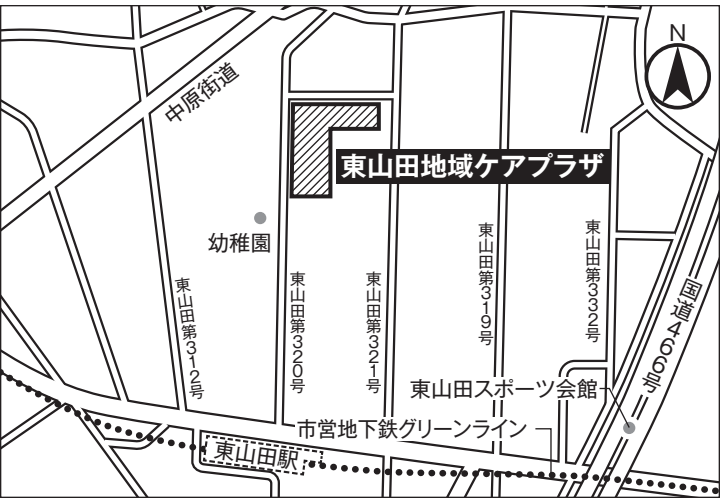 N
中原街道
東山田地域ケアプラザ
幼稚園
東山田第312号
東山田第320号
東山田第321号
東山田第319号
東山田第332号
国道466号
東山田スポーツ会館
市営地下鉄グリーンライン
東山田駅